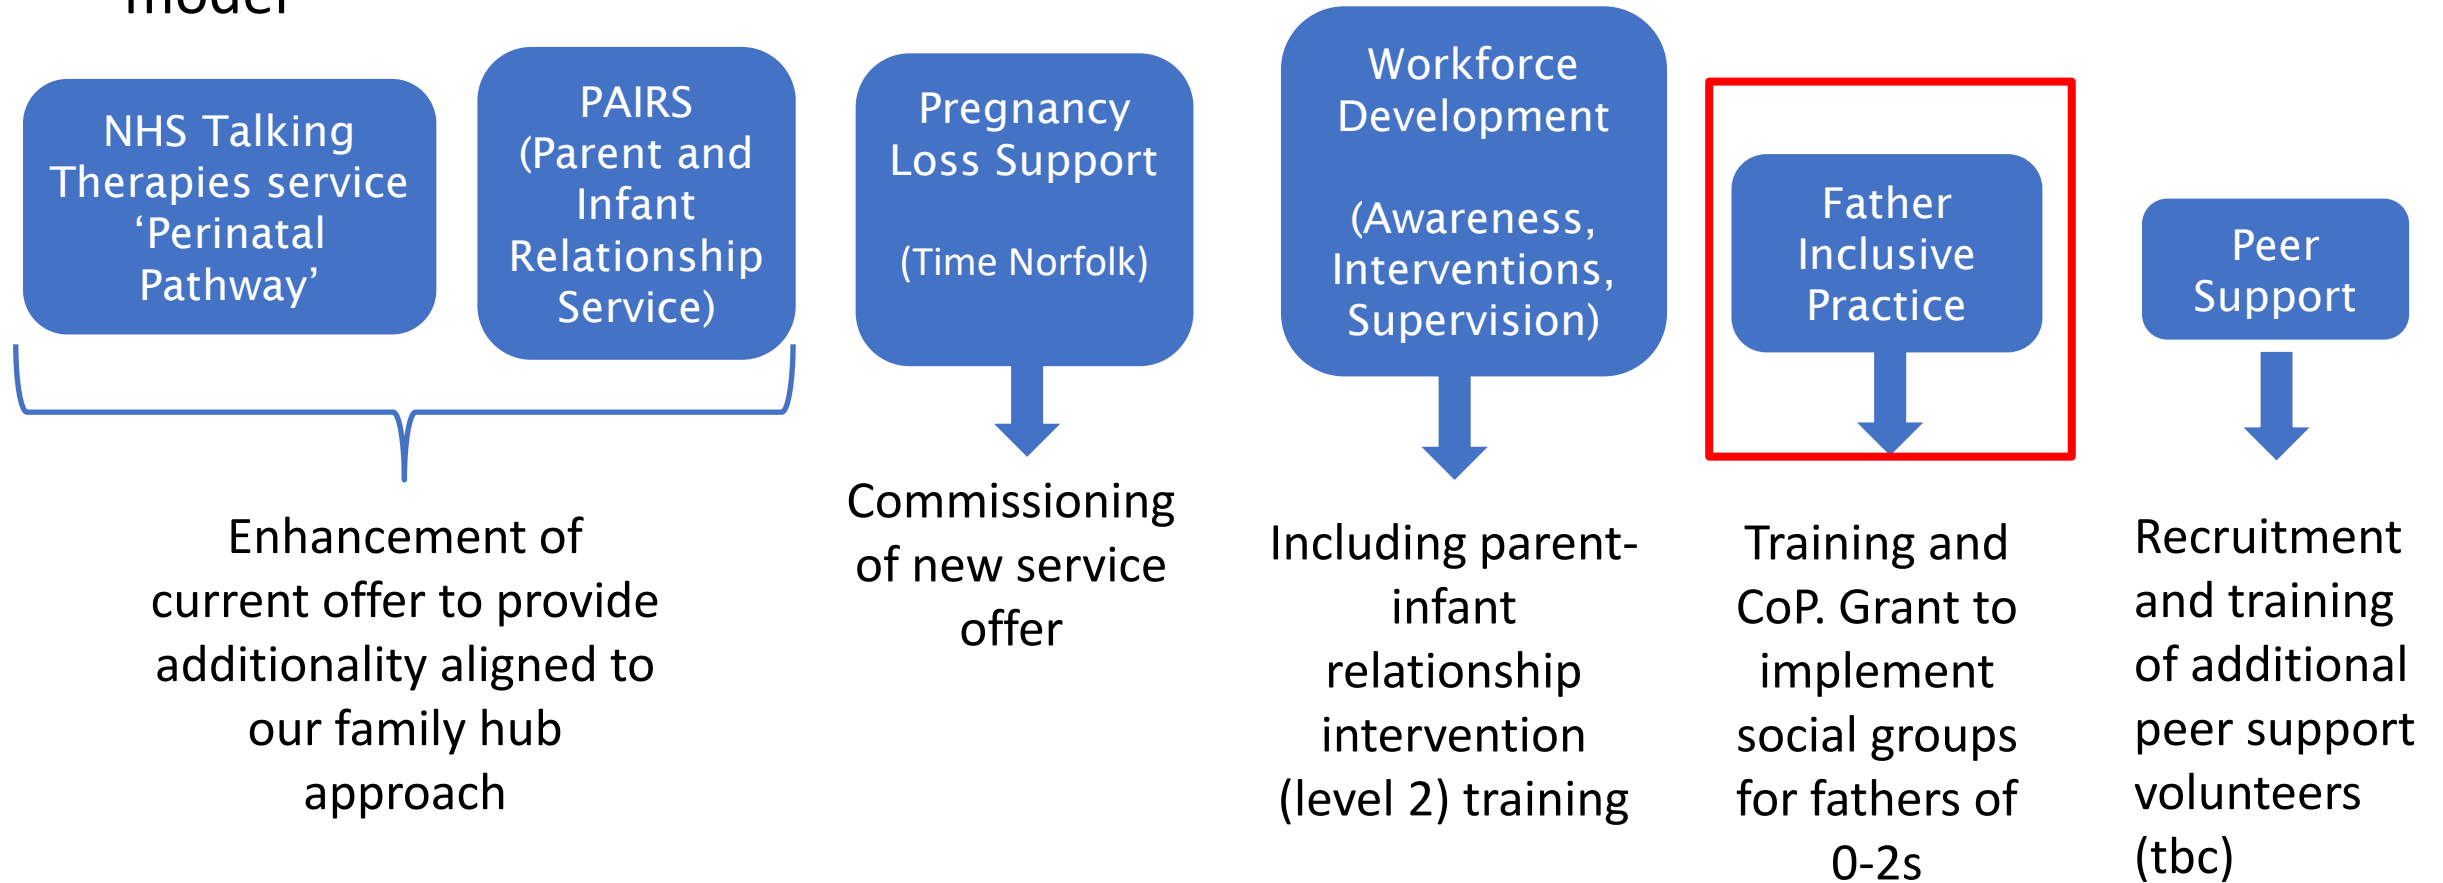 model
NHS Talking
Therapies service
‘Perinatal
Pathway’
PAIRS
(Parent and
Infant
Relationship
Service)
Enhancement of
current offer to provide
additionality aligned to
our family hub
approach
Pregnancy
Loss Support
(Time Norfolk)
Commissioning
of new service
offer
Workforce
Development
(Awareness,
Interventions,
Supervision)
Including parent-
infant
relationship
intervention
(level 2) training
Father
Inclusive
Practice
Training and
CoP. Grant to
implement
social groups
for fathers of
0-2s
Peer
Support
Recruitment
and training
of additional
peer support
volunteers
(tbc)